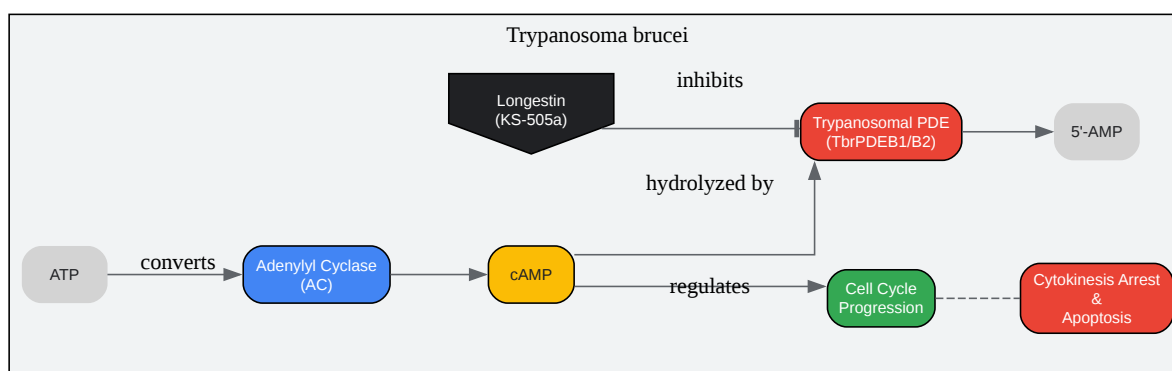 Trypanosoma brucei
inhibits
Longestin
(KS-505a)
Trypanosomal PDE
(TbrPDEB1/B2)
5'-AMP
hydrolyzed by
ATP
converts
Adenylyl Cyclase
(AC)
cAMP
regulates
Cell Cycle
Progression
Cytokinesis Arrest
&
Apoptosis